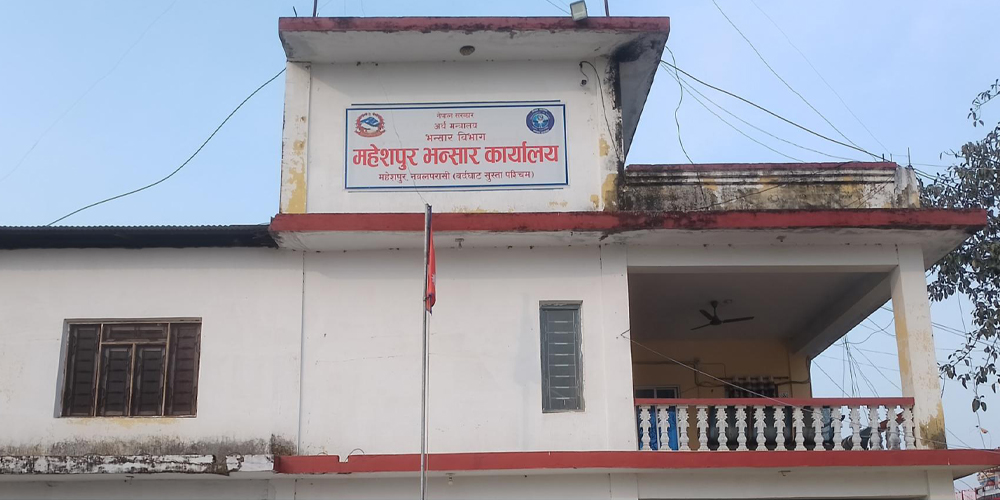 नेपाल सरकार
अर्थ मन्त्रालय
भन्सार विभाग
महेशपुर भन्सार कार्यालय
महेशपुर, नवलपरासी (बर्दघाट सुस्ता पश्चिम)